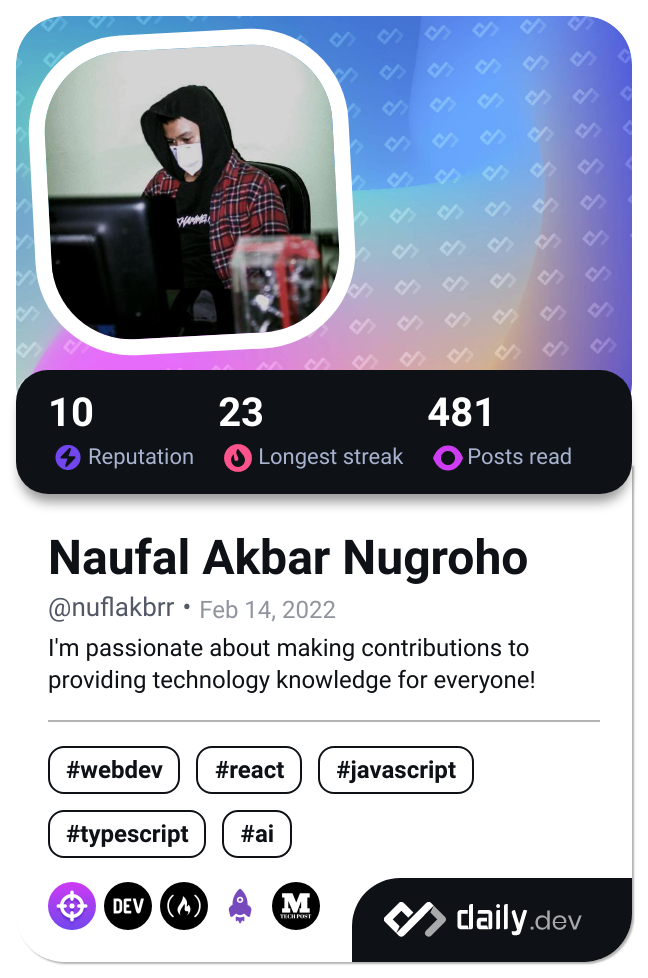 10 23 481
Reputation Longest streak Posts read
Naufal Akbar Nugroho
@nuflakbrr • Feb 14, 2022
I'm passionate about making contributions to
providing technology knowledge for everyone!
#webdev #react #javascript
#typescript #ai
DEV M
TECH POST
daily.dev